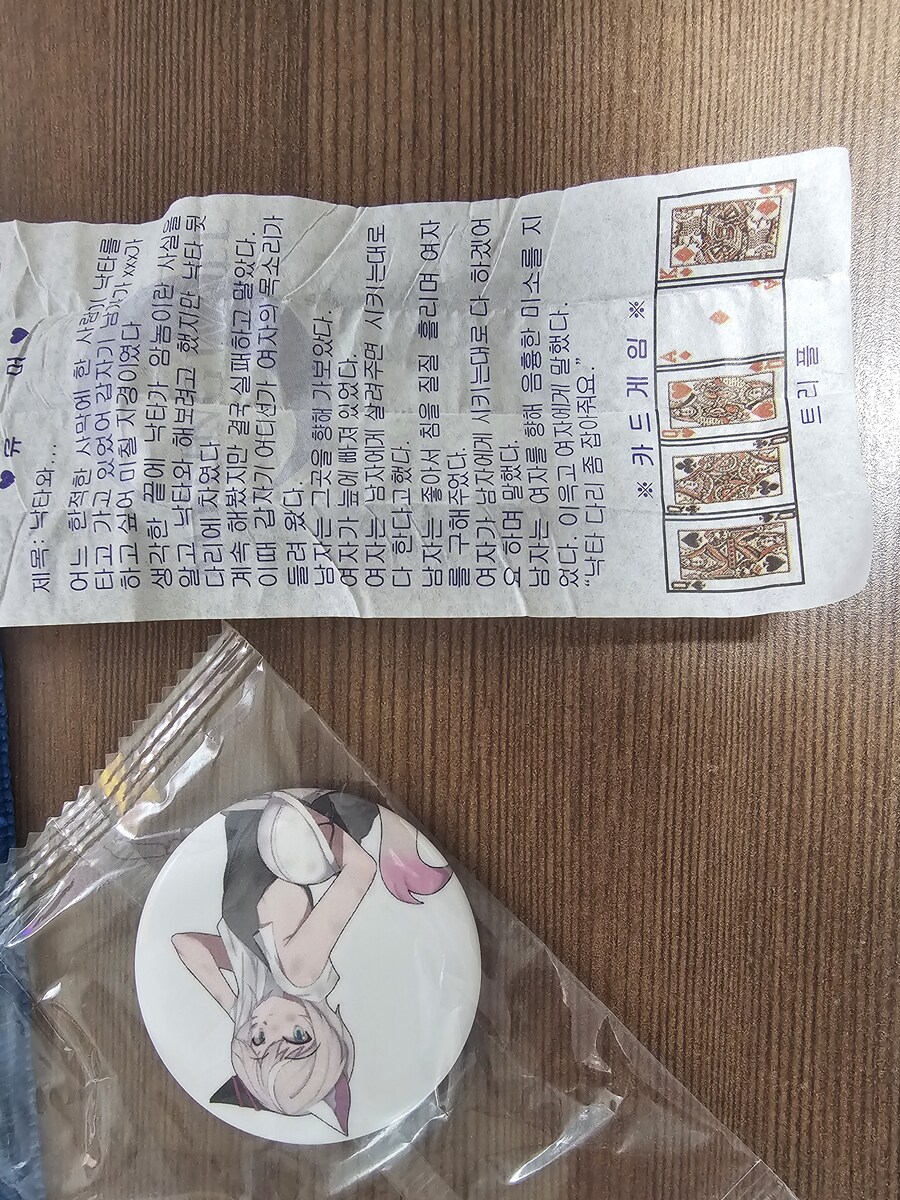 ♥ 유 머 ♥
제목: 낙타와...
어느 한적한 사막에 한 사람이 낙타를
타고 가고 있었어 갑자기 남자가 xxx가
하고 싶어 미칠 지경이였다
생각한 끝에 낙타가 암놈이란 사실을
알고 낙타와 해보려고 했지만 낙타 뒷
다리에 차였다
계속 해봤지만 결국 실패하고 말았다.
이때 갑자기 어디선가 여자의 목소리가
들려 왔다.
남자는 그곳을 향해 가보았다.
여자가 늪에 빠져 있었다.
여자는 남자에게 살려주면 시키는대로
다 한다고 했다.
남자는 좋아서 침을 질질 흘리며 여자
를 구해주었다.
여자가 남자에게 시키는대로 다 하겠어
요 하며 말했다.
남자는 여자를 향해 음흉한 미소를 지
었다. 이윽고 여자에게 말했다.
“낙타 다리 좀 잡아줘요.”
※ 카 드 게 임 ※
Q Q Q A K
트리플